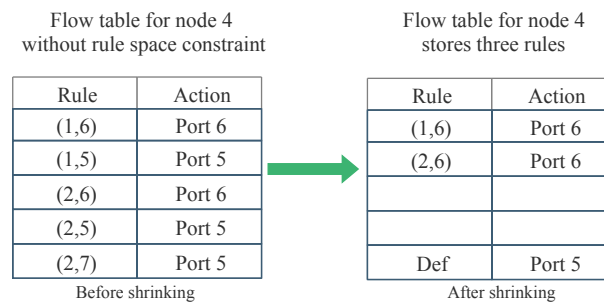 Flow table for node 4
without rule space constraint
Rule Action
(1,6) Port 6
(1,5) Port 5
(2,6) Port 6
(2,5) Port 5
(2,7) Port 5
Before shrinking
Flow table for node 4
stores three rules
Rule Action
(1,6) Port 6
(2,6) Port 6
Def Port 5
After shrinking